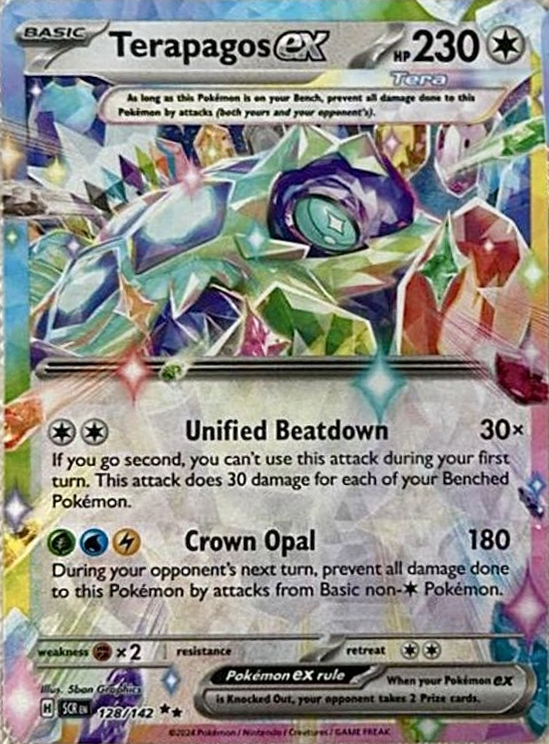 BASIC Terapagos ex HP 230
Tera
As long as this Pokémon is on your Bench, prevent all damage done to this
Pokémon by attacks (both yours and your opponent's).
Unified Beatdown 30×
If you go second, you can't use this attack during your first
turn. This attack does 30 damage for each of your Benched
Pokémon.
Crown Opal 180
During your opponent's next turn, prevent all damage done
to this Pokémon by attacks from Basic non- Pokémon.
weakness ×2 resistance retreat
Pokémon ex rule When your Pokémon ex
is Knocked Out, your opponent takes 2 Prize cards.
Illus. 5ban Graphics
H SCR EN 128/142 ★★
©2024 Pokémon / Nintendo / Creatures / GAME FREAK